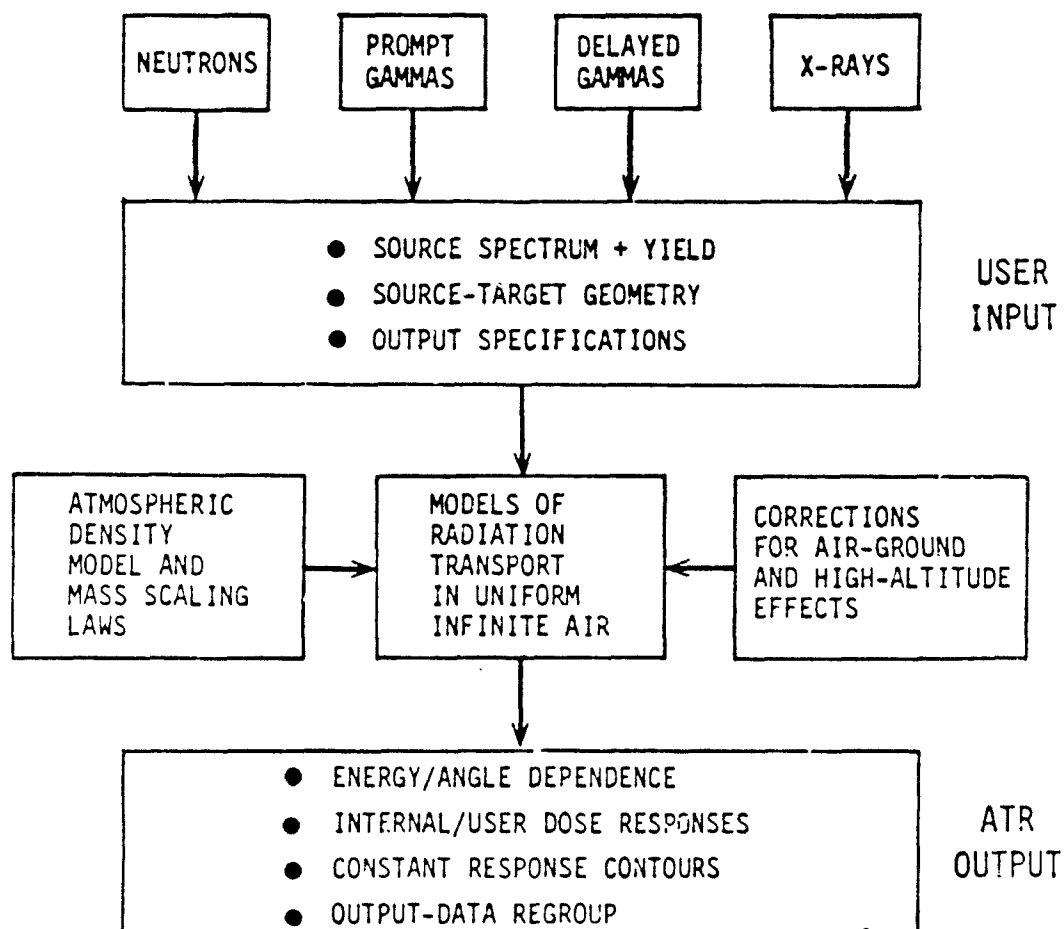 NEUTRONS
PROMPT
GAMMAS
DELAYED
GAMMAS
X-RAYS
● SOURCE SPECTRUM + YIELD
● SOURCE-TARGET GEOMETRY
● OUTPUT SPECIFICATIONS
USER
INPUT
ATMOSPHERIC
DENSITY
MODEL AND
MASS SCALING
LAWS
MODELS OF
RADIATION
TRANSPORT
IN UNIFORM
INFINITE AIR
CORRECTIONS
FOR AIR-GROUND
AND HIGH-ALTITUDE
EFFECTS
● ENERGY/ANGLE DEPENDENCE
● INTERNAL/USER DOSE RESPONSES
● CONSTANT RESPONSE CONTOURS
● OUTPUT-DATA REGROUP
ATR
OUTPUT